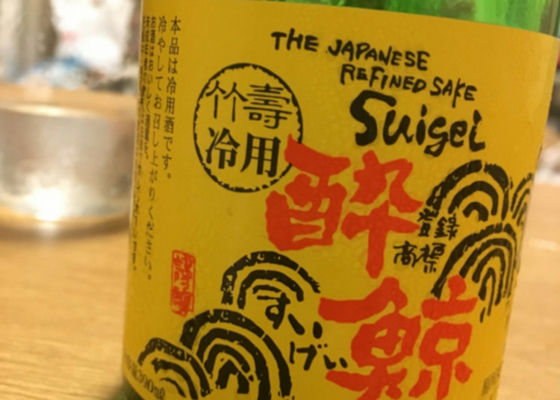 THE JAPANESE
REFINED SAKE
Suigei
竹壽
冷用
酔鯨
登録
商標
すいげい
本品は冷用酒です。
冷やしてお召し上がりください。
300ml